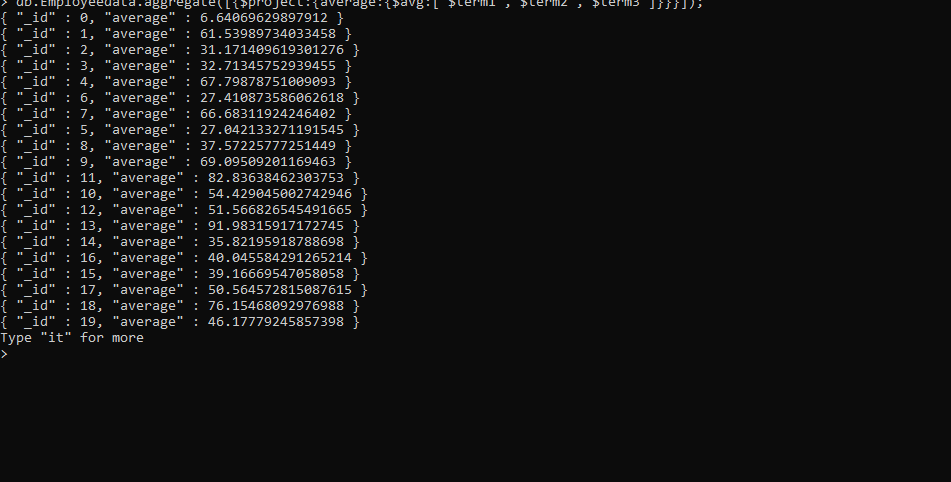 > db.Employeedata.aggregate([{$project:{average:{$avg:["$term1","$term2","$term3"]}}}]);
{ "_id" : 0, "average" : 6.64069629897912 }
{ "_id" : 1, "average" : 61.53989734033458 }
{ "_id" : 2, "average" : 31.171409619301276 }
{ "_id" : 3, "average" : 32.71345752939455 }
{ "_id" : 4, "average" : 67.79878751009093 }
{ "_id" : 6, "average" : 27.410873586062618 }
{ "_id" : 7, "average" : 66.68311924246402 }
{ "_id" : 5, "average" : 27.042133271191545 }
{ "_id" : 8, "average" : 37.57225777251449 }
{ "_id" : 9, "average" : 69.09509201169463 }
{ "_id" : 11, "average" : 82.83638462303753 }
{ "_id" : 10, "average" : 54.429045002742946 }
{ "_id" : 12, "average" : 51.566826545491665 }
{ "_id" : 13, "average" : 91.98315917172745 }
{ "_id" : 14, "average" : 35.82195918788698 }
{ "_id" : 16, "average" : 40.045584291265214 }
{ "_id" : 15, "average" : 39.16669547058058 }
{ "_id" : 17, "average" : 50.564572815087615 }
{ "_id" : 18, "average" : 76.15468092976988 }
{ "_id" : 19, "average" : 46.17779245857398 }
Type "it" for more
>